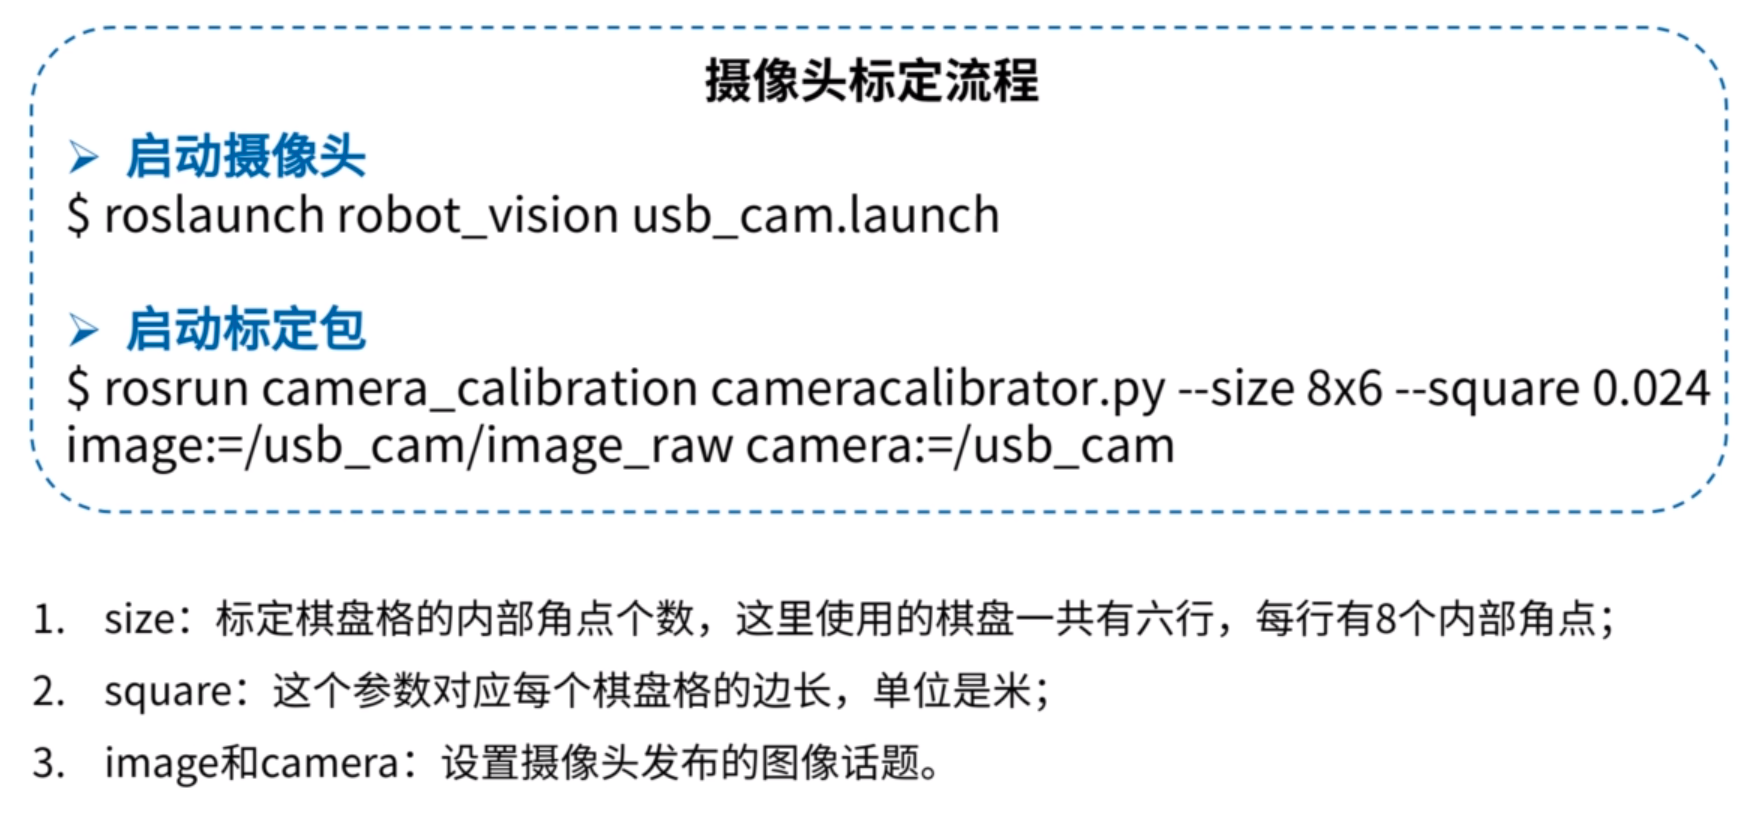 摄像头标定流程
➢ 启动摄像头
$ roslaunch robot_vision usb_cam.launch
➢ 启动标定包
$ rosrun camera_calibration cameracalibrator.py --size 8x6 --square 0.024
image:=/usb_cam/image_raw camera:=/usb_cam
1. size：标定棋盘格的内部角点个数，这里使用的棋盘一共有六行，每行有8个内部角点；
2. square：这个参数对应每个棋盘格的边长，单位是米；
3. image和camera：设置摄像头发布的图像话题。